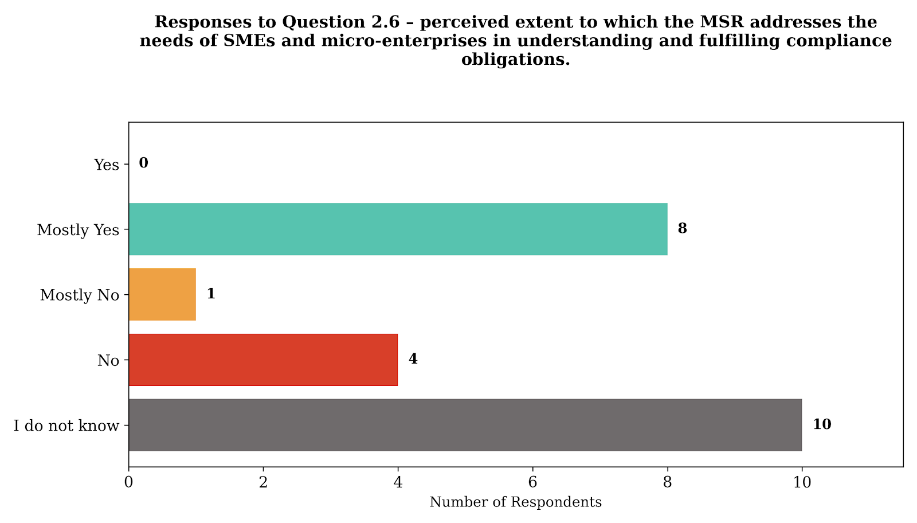 Responses to Question 2.6 – perceived extent to which the MSR addresses the
needs of SMEs and micro-enterprises in understanding and fulfilling compliance
obligations.
Yes
0
Mostly Yes
8
Mostly No
1
No
4
I do not know
10
0 2 4 6 8 10
Number of Respondents